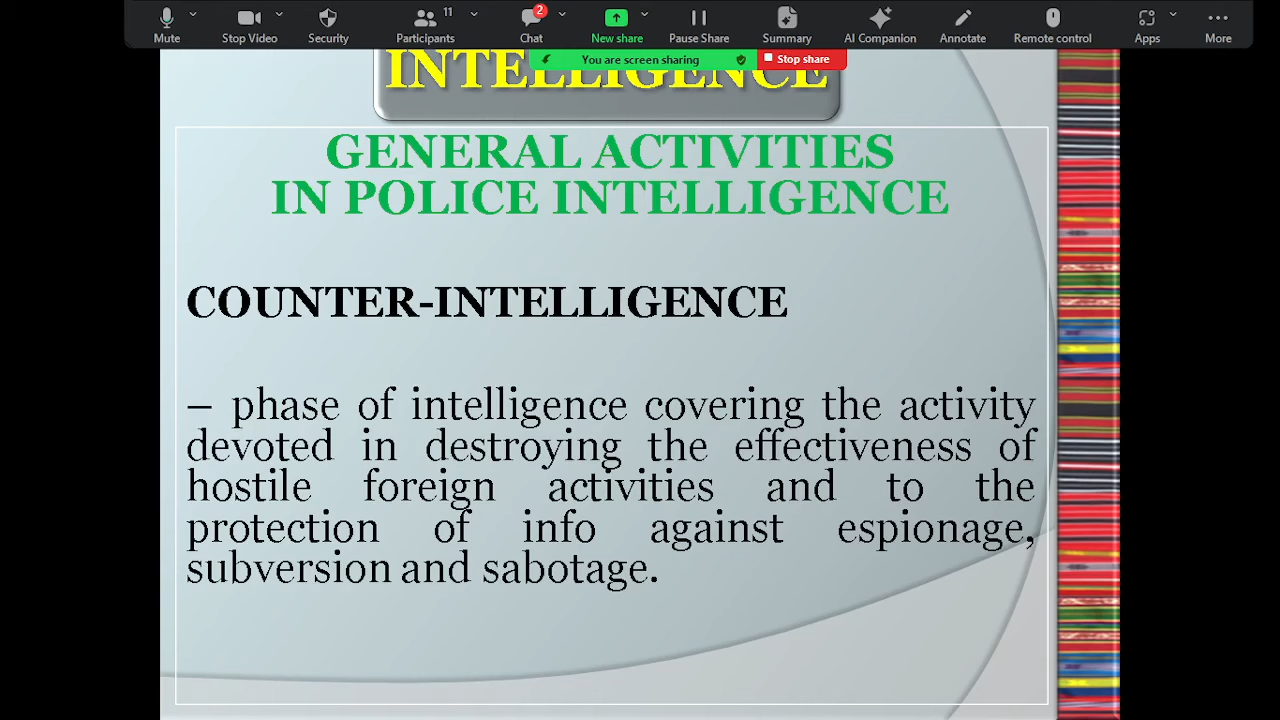 Mute
Stop Video
Security
Participants
11
Chat
2
New share
Pause Share
Summary
AI Companion
Annotate
Remote control
Apps
More
You are screen sharing
Stop share
INTELLIGENCE
GENERAL ACTIVITIES
IN POLICE INTELLIGENCE
COUNTER-INTELLIGENCE
– phase of intelligence covering the activity
devoted in destroying the effectiveness of
hostile foreign activities and to the
protection of info against espionage,
subversion and sabotage.